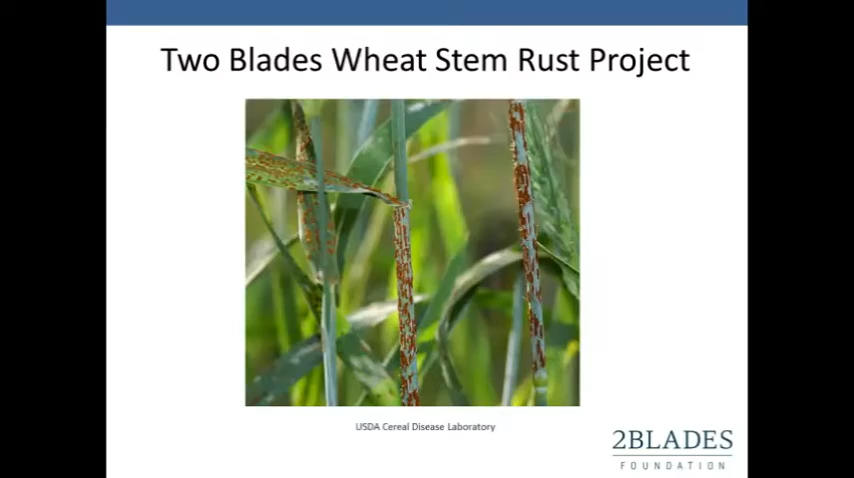 Two Blades Wheat Stem Rust Project
USDA Cereal Disease Laboratory
2BLADES
FOUNDATION